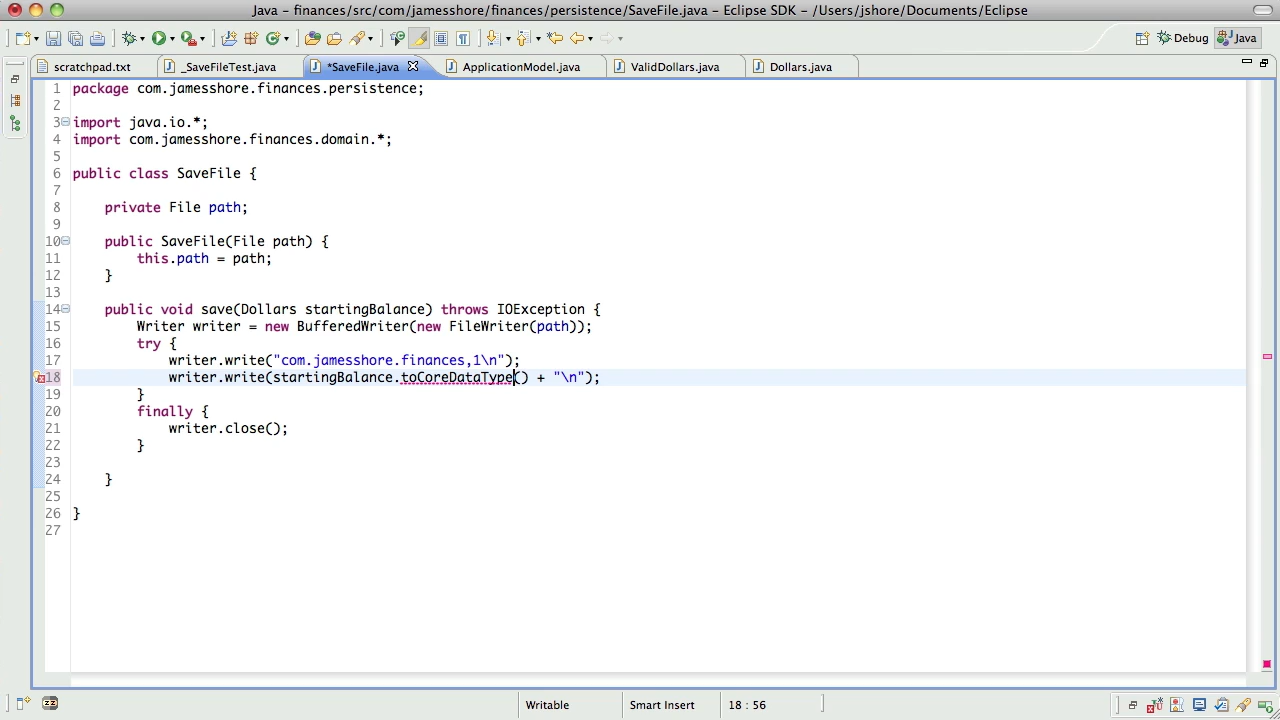 Java – finances/src/com/jamesshore/finances/persistence/SaveFile.java – Eclipse SDK – /Users/jshore/Documents/Eclipse
Debug Java
scratchpad.txt _SaveFileTest.java *SaveFile.java ApplicationModel.java ValidDollars.java Dollars.java
1 package com.jamesshore.finances.persistence;
2
3 import java.io.*;
4 import com.jamesshore.finances.domain.*;
5
6 public class SaveFile {
7
8     private File path;
9
10     public SaveFile(File path) {
11         this.path = path;
12     }
13
14     public void save(Dollars startingBalance) throws IOException {
15         Writer writer = new BufferedWriter(new FileWriter(path));
16         try {
17             writer.write("com.jamesshore.finances,1\n");
18             writer.write(startingBalance.toCoreDataType() + "\n");
19         }
20         finally {
21             writer.close();
22         }
23
24     }
25
26 }
27
Writable Smart Insert 18 : 56